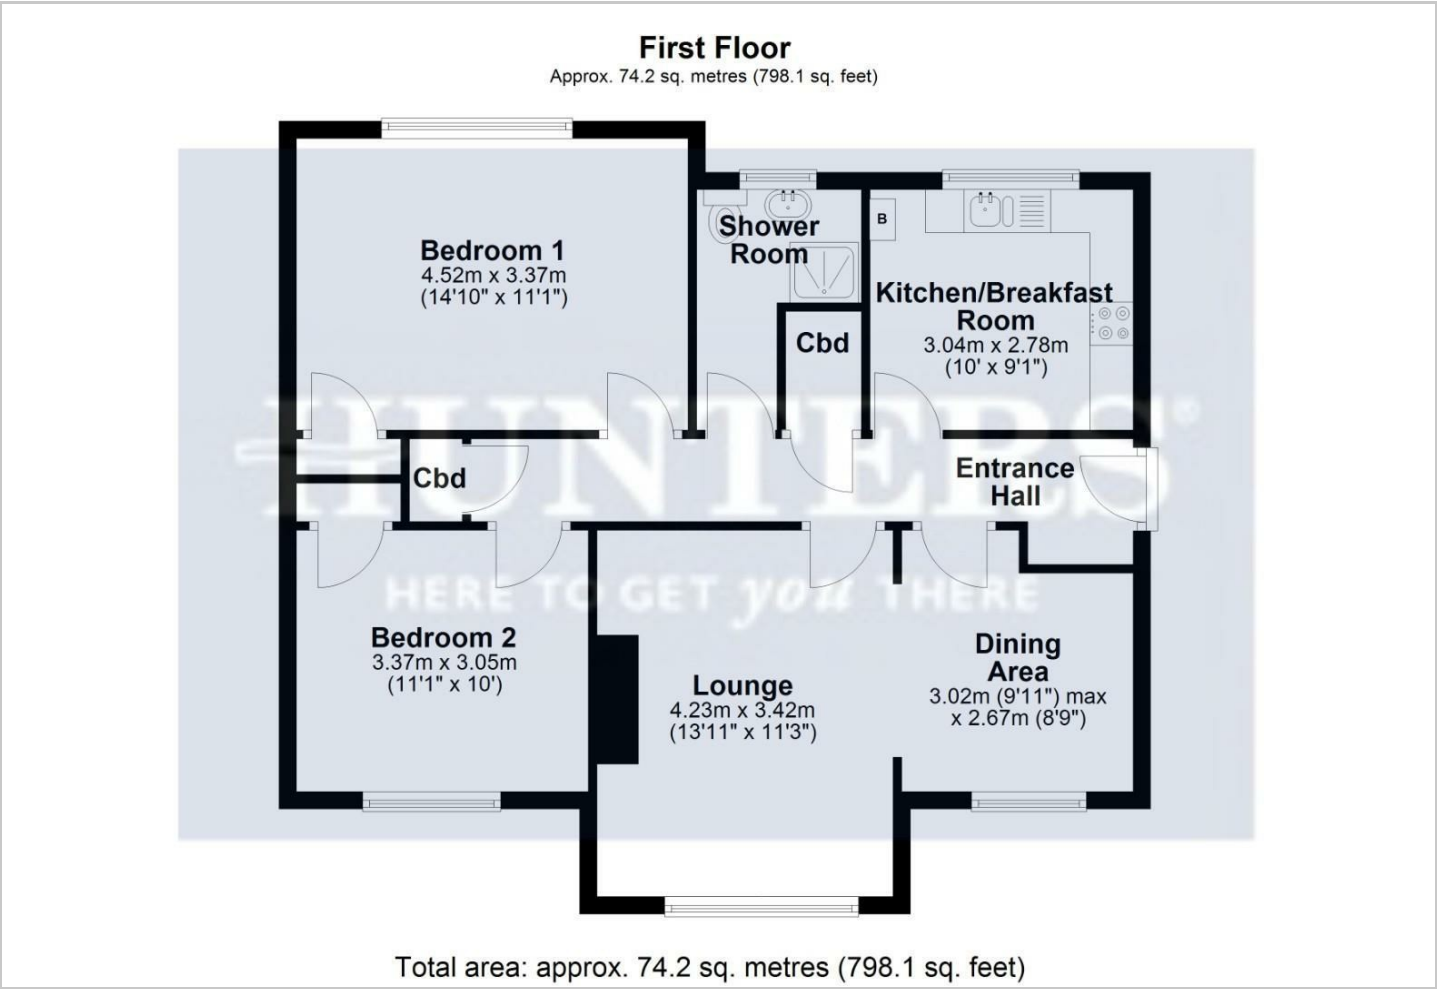 First Floor
Approx. 74.2 sq. metres (798.1 sq. feet)
Bedroom 1
4.52m x 3.37m
(14'10" x 11'1")
Shower
Room
B
Kitchen/Breakfast
Room
3.04m x 2.78m
(10' x 9'1")
Cbd
HUNTERS®
Cbd
Entrance
Hall
HERE TO GET you THERE
Bedroom 2
3.37m x 3.05m
(11'1" x 10')
Lounge
4.23m x 3.42m
(13'11" x 11'3")
Dining
Area
3.02m (9'11") max
x 2.67m (8'9")
Total area: approx. 74.2 sq. metres (798.1 sq. feet)